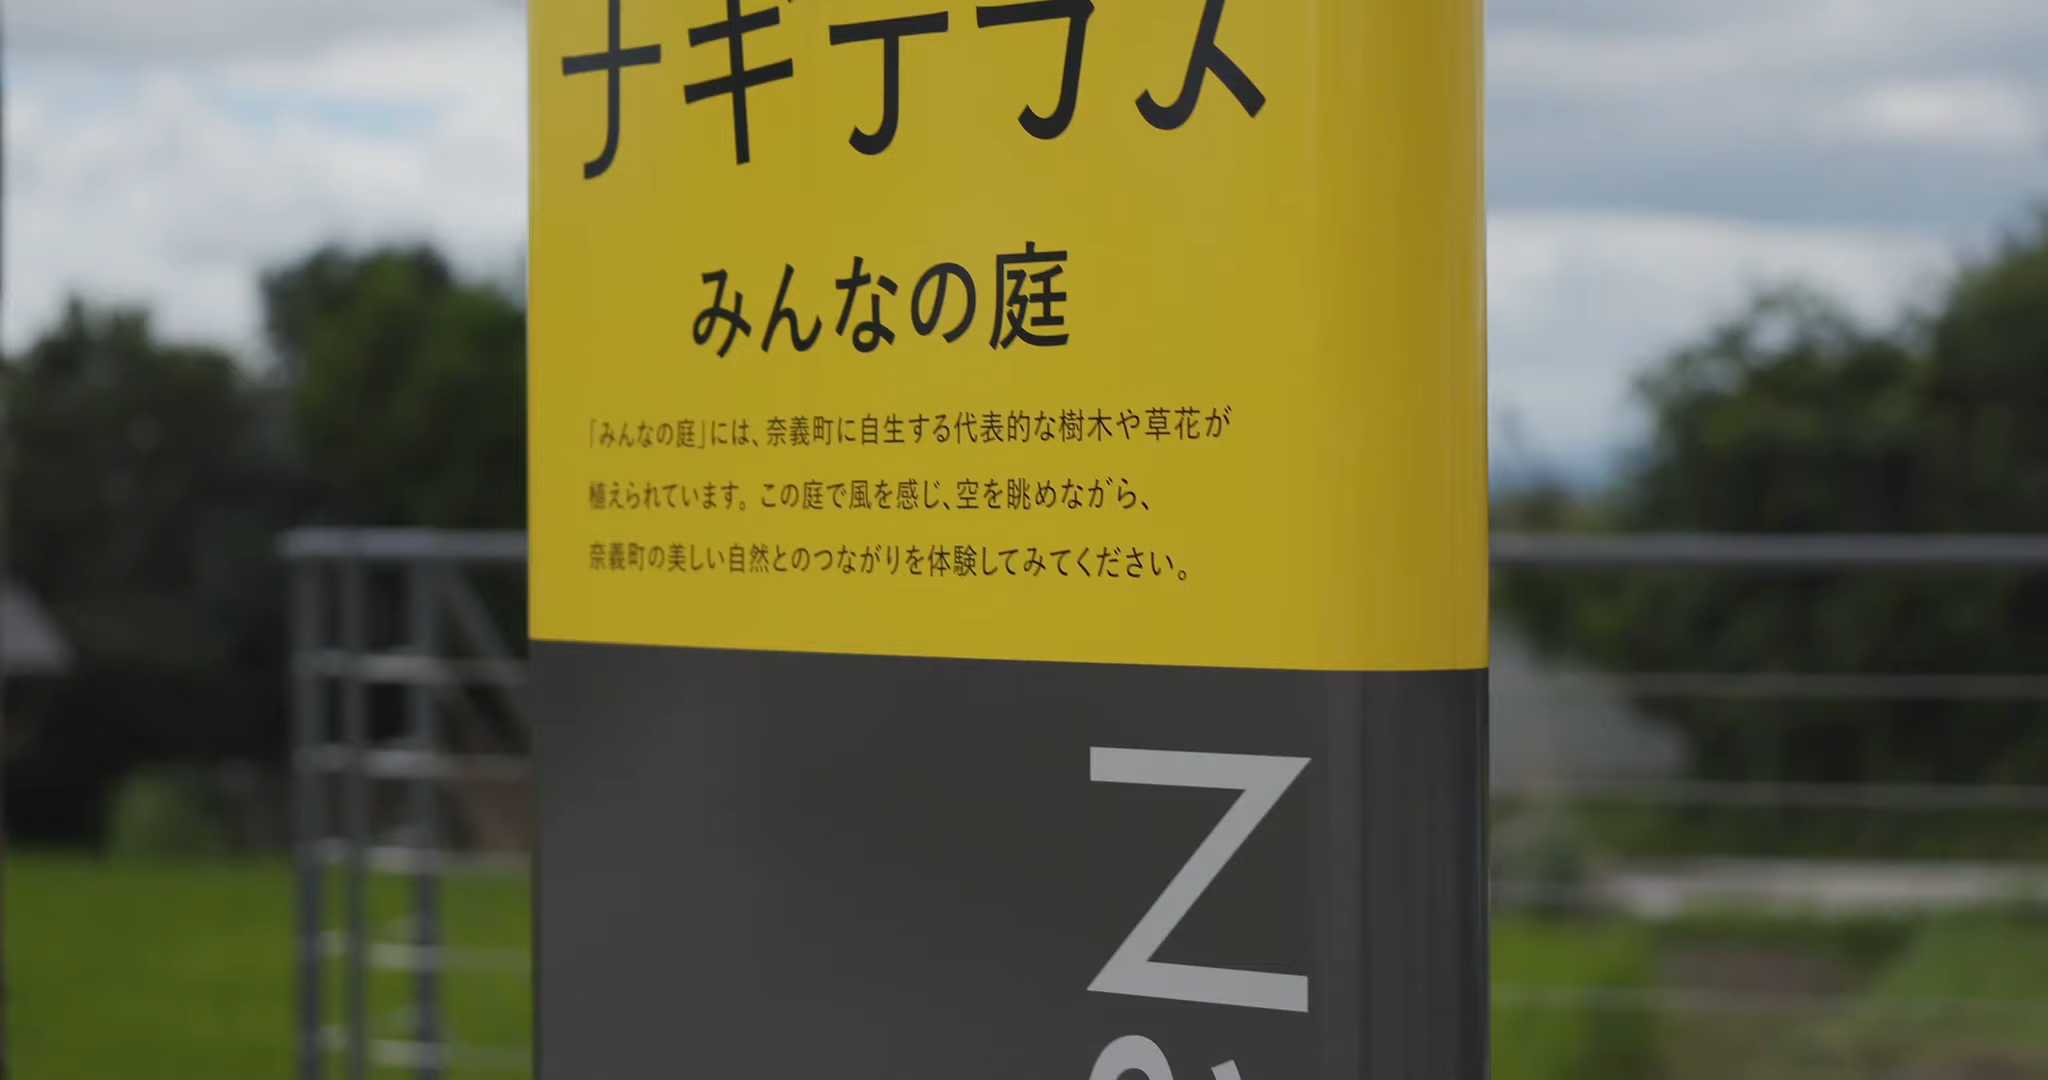 ナギテラス
みんなの庭
「みんなの庭」には、奈義町に自生する代表的な樹木や草花が
植えられています。この庭で風を感じ、空を眺めながら、
奈義町の美しい自然とのつながりを体験してみてください。
N